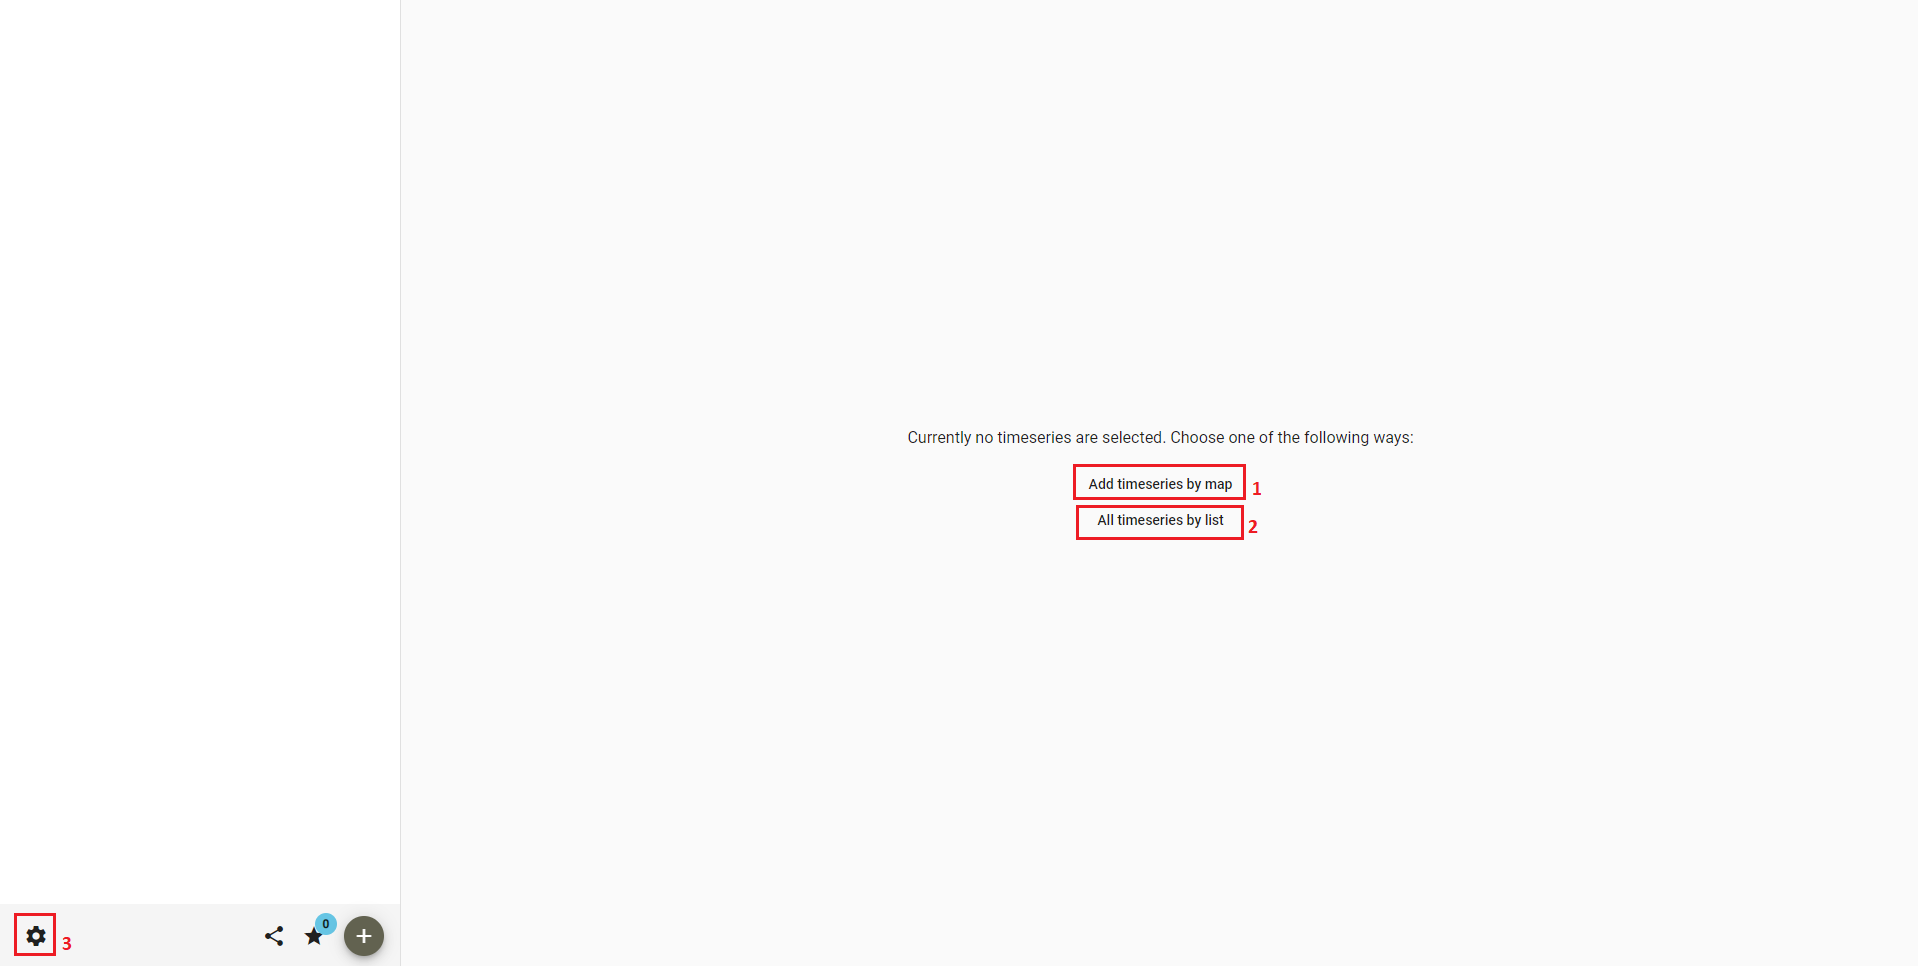 Currently no timeseries are selected. Choose one of the following ways:
Add timeseries by map 1
All timeseries by list 2
3 0